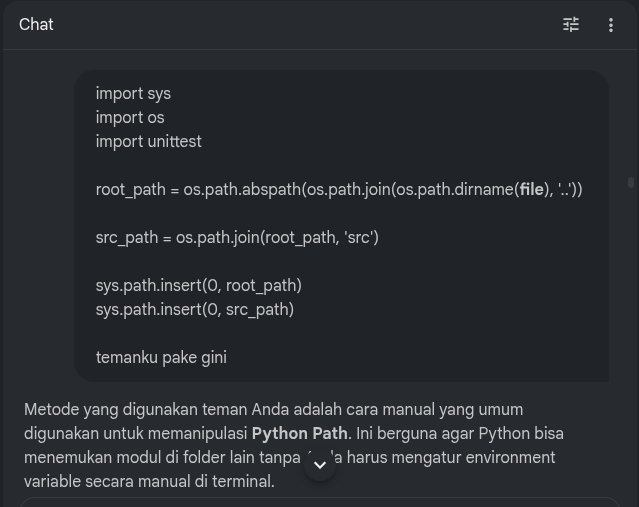 Chat
import sys
import os
import unittest
root_path = os.path.abspath(os.path.join(os.path.dirname(file), '..'))
src_path = os.path.join(root_path, 'src')
sys.path.insert(0, root_path)
sys.path.insert(0, src_path)
temanku pake gini
Metode yang digunakan teman Anda adalah cara manual yang umum
digunakan untuk memanipulasi Python Path. Ini berguna agar Python bisa
menemukan modul di folder lain tanpa harus mengatur environment
variable secara manual di terminal.